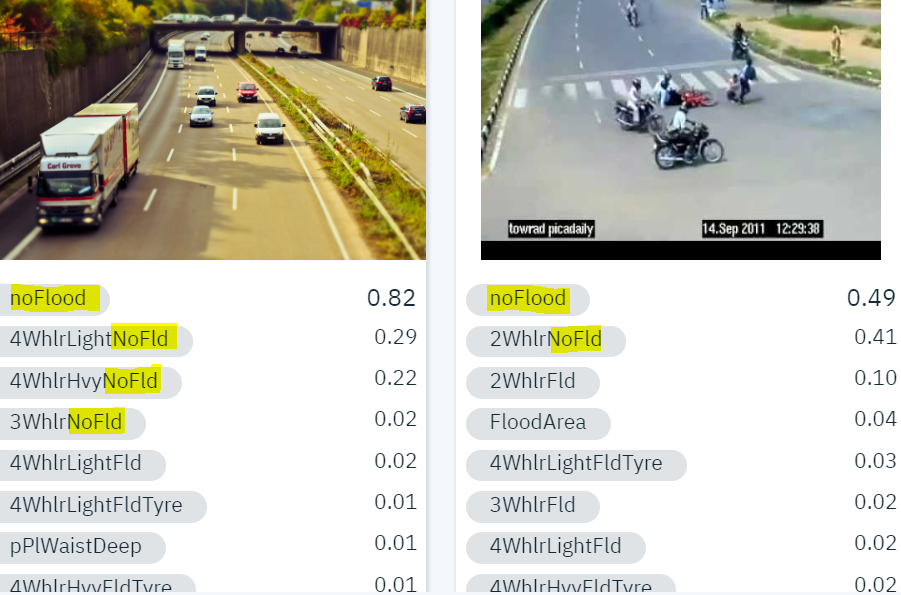 Carl Grove
noFlood 0.82
4WhlrLightNoFld 0.29
4WhlrHvyNoFld 0.22
3WhlrNoFld 0.02
4WhlrLightFld 0.02
4WhlrLightFldTyre 0.01
pPlWaistDeep 0.01
4WhlrHvyFldTyre 0.01
towrad picadaily 14.Sep 2011 12:29:38
noFlood 0.49
2WhlrNoFld 0.41
2WhlrFld 0.10
FloodArea 0.04
4WhlrLightFldTyre 0.03
3WhlrFld 0.02
4WhlrLightFld 0.02
4WhlrHvyFldTyre 0.02